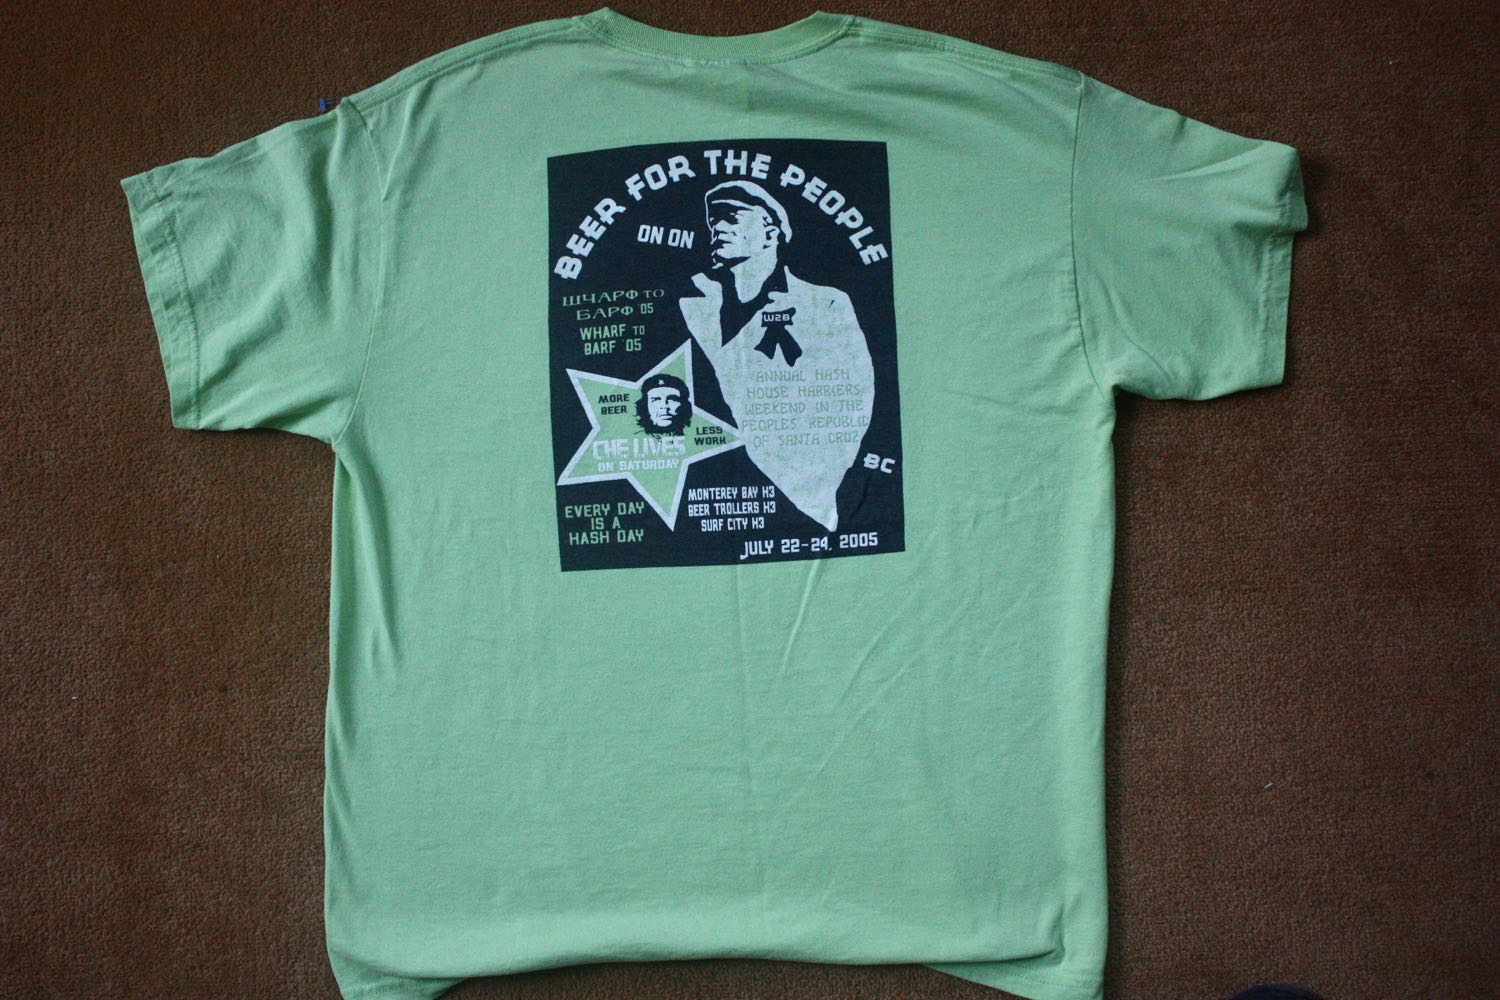 BEER FOR THE PEOPLE
ON ON
ШЧАРФ ТО
БАРФ '05
WHARF TO
BARF '05
W2B
ANNUAL HASH
HOUSE HARRIERS
WEEKEND IN THE
PEOPLES' REPUBLIC
OF SANTA CRUZ
MORE
BEER
LESS
WORK
CHE LIVES
ON SATURDAY
BC
EVERY DAY
IS A
HASH DAY
MONTEREY BAY H3
BEER TROLLERS H3
SURF CITY H3
JULY 22-24, 2005